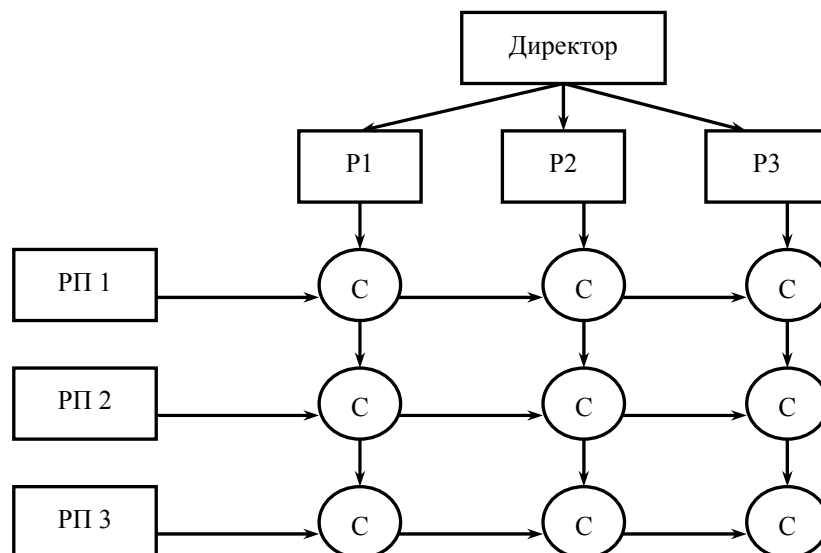 Директор
Р1 Р2 Р3
РП 1 С С С
РП 2 С С С
РП 3 С С С